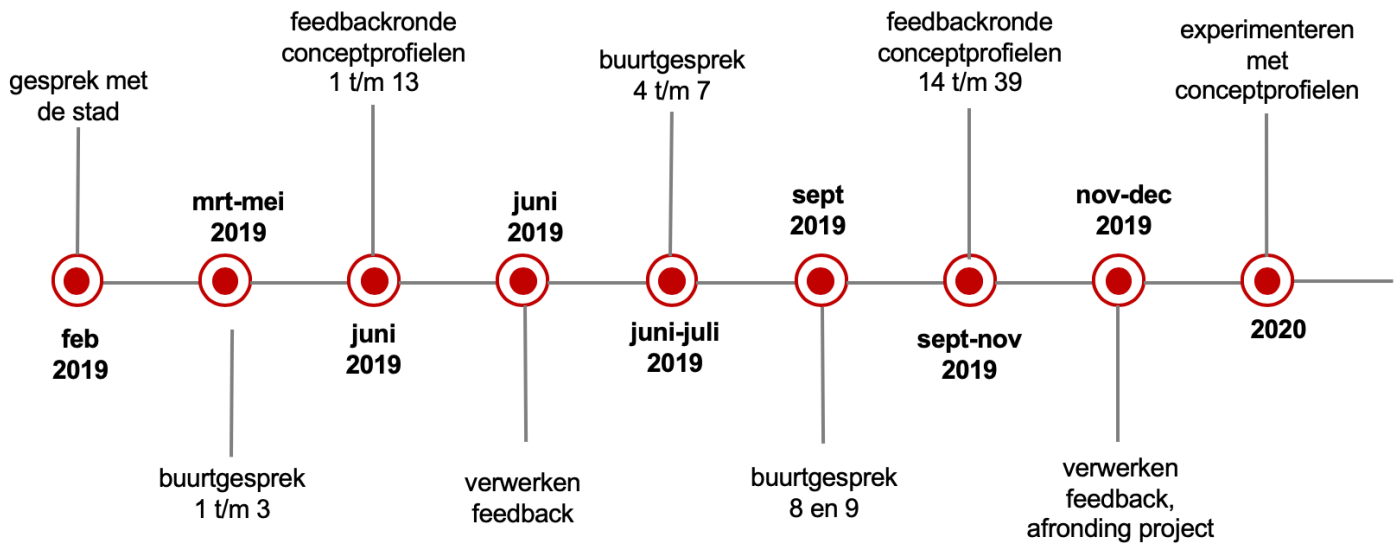 gesprek met
de stad
feb
2019
mrt-mei
2019
buurtgesprek
1 t/m 3
feedbackronde
conceptprofielen
1 t/m 13
juni
2019
juni
2019
verwerken
feedback
buurtgesprek
4 t/m 7
juni-juli
2019
sept
2019
buurtgesprek
8 en 9
feedbackronde
conceptprofielen
14 t/m 39
sept-nov
2019
nov-dec
2019
verwerken
feedback,
afronding project
experimenteren
met
conceptprofielen
2020